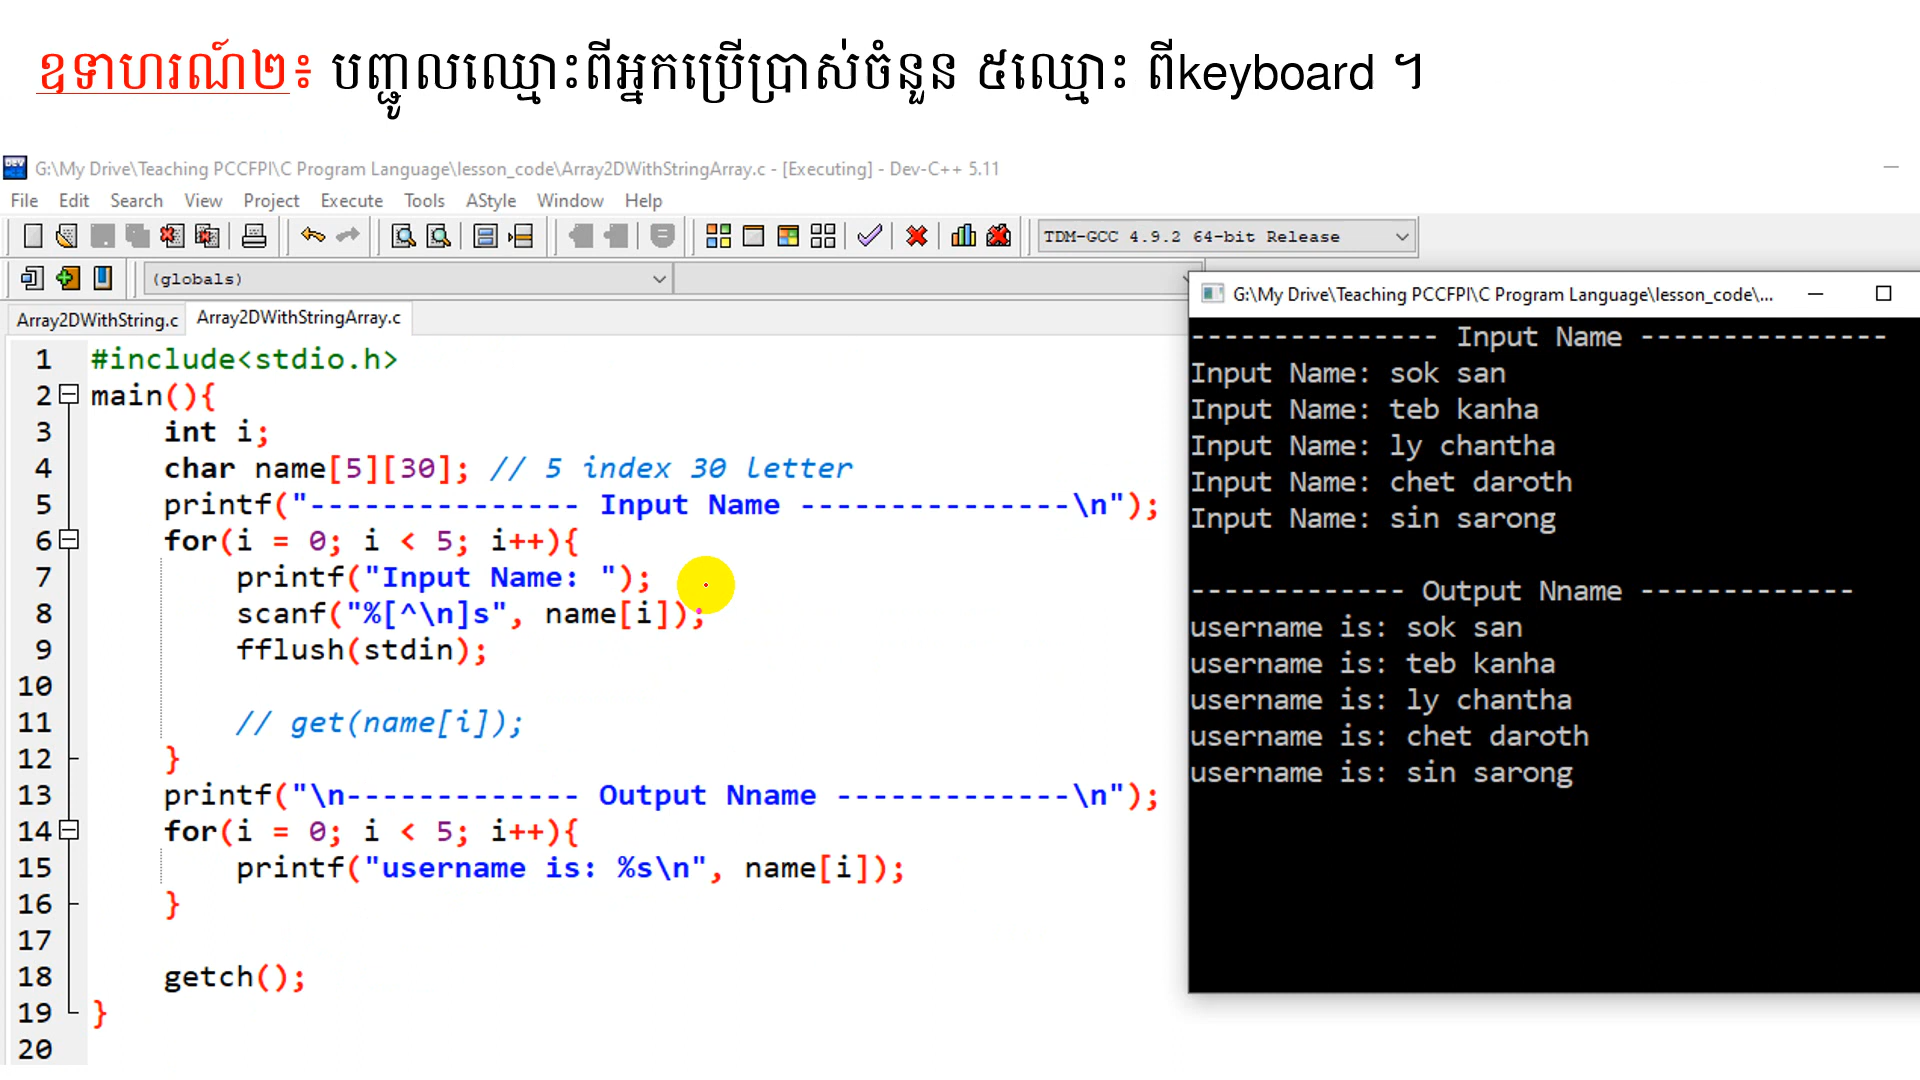 ឧទាហរណ៍២៖ បញ្ជូលឈ្មោះពីអ្នកប្រើប្រាស់ចំនួន ៥ឈ្មោះ ពីkeyboard ។
G:\My Drive\Teaching PCCFPI\C Program Language\lesson_code\Array2DWithStringArray.c - [Executing] - Dev-C++ 5.11
File Edit Search View Project Execute Tools AStyle Window Help
TDM-GCC 4.9.2 64-bit Release
(globals)
Array2DWithString.c Array2DWithStringArray.c
1 #include<stdio.h>
2 main(){
3 int i;
4 char name[5][30]; // 5 index 30 letter
5 printf("--------------- Input Name ---------------\n");
6 for(i = 0; i < 5; i++){
7 printf("Input Name: ");
8 scanf("%[^\n]s", name[i]);
9 fflush(stdin);
10
11 // get(name[i]);
12 }
13 printf("\n------------- Output Nname -------------\n");
14 for(i = 0; i < 5; i++){
15 printf("username is: %s\n", name[i]);
16 }
17
18 getch();
19 }
20
G:\My Drive\Teaching PCCFPI\C Program Language\lesson_code\...
--------------- Input Name ---------------
Input Name: sok san
Input Name: teb kanha
Input Name: ly chantha
Input Name: chet daroth
Input Name: sin sarong
------------- Output Nname -------------
username is: sok san
username is: teb kanha
username is: ly chantha
username is: chet daroth
username is: sin sarong